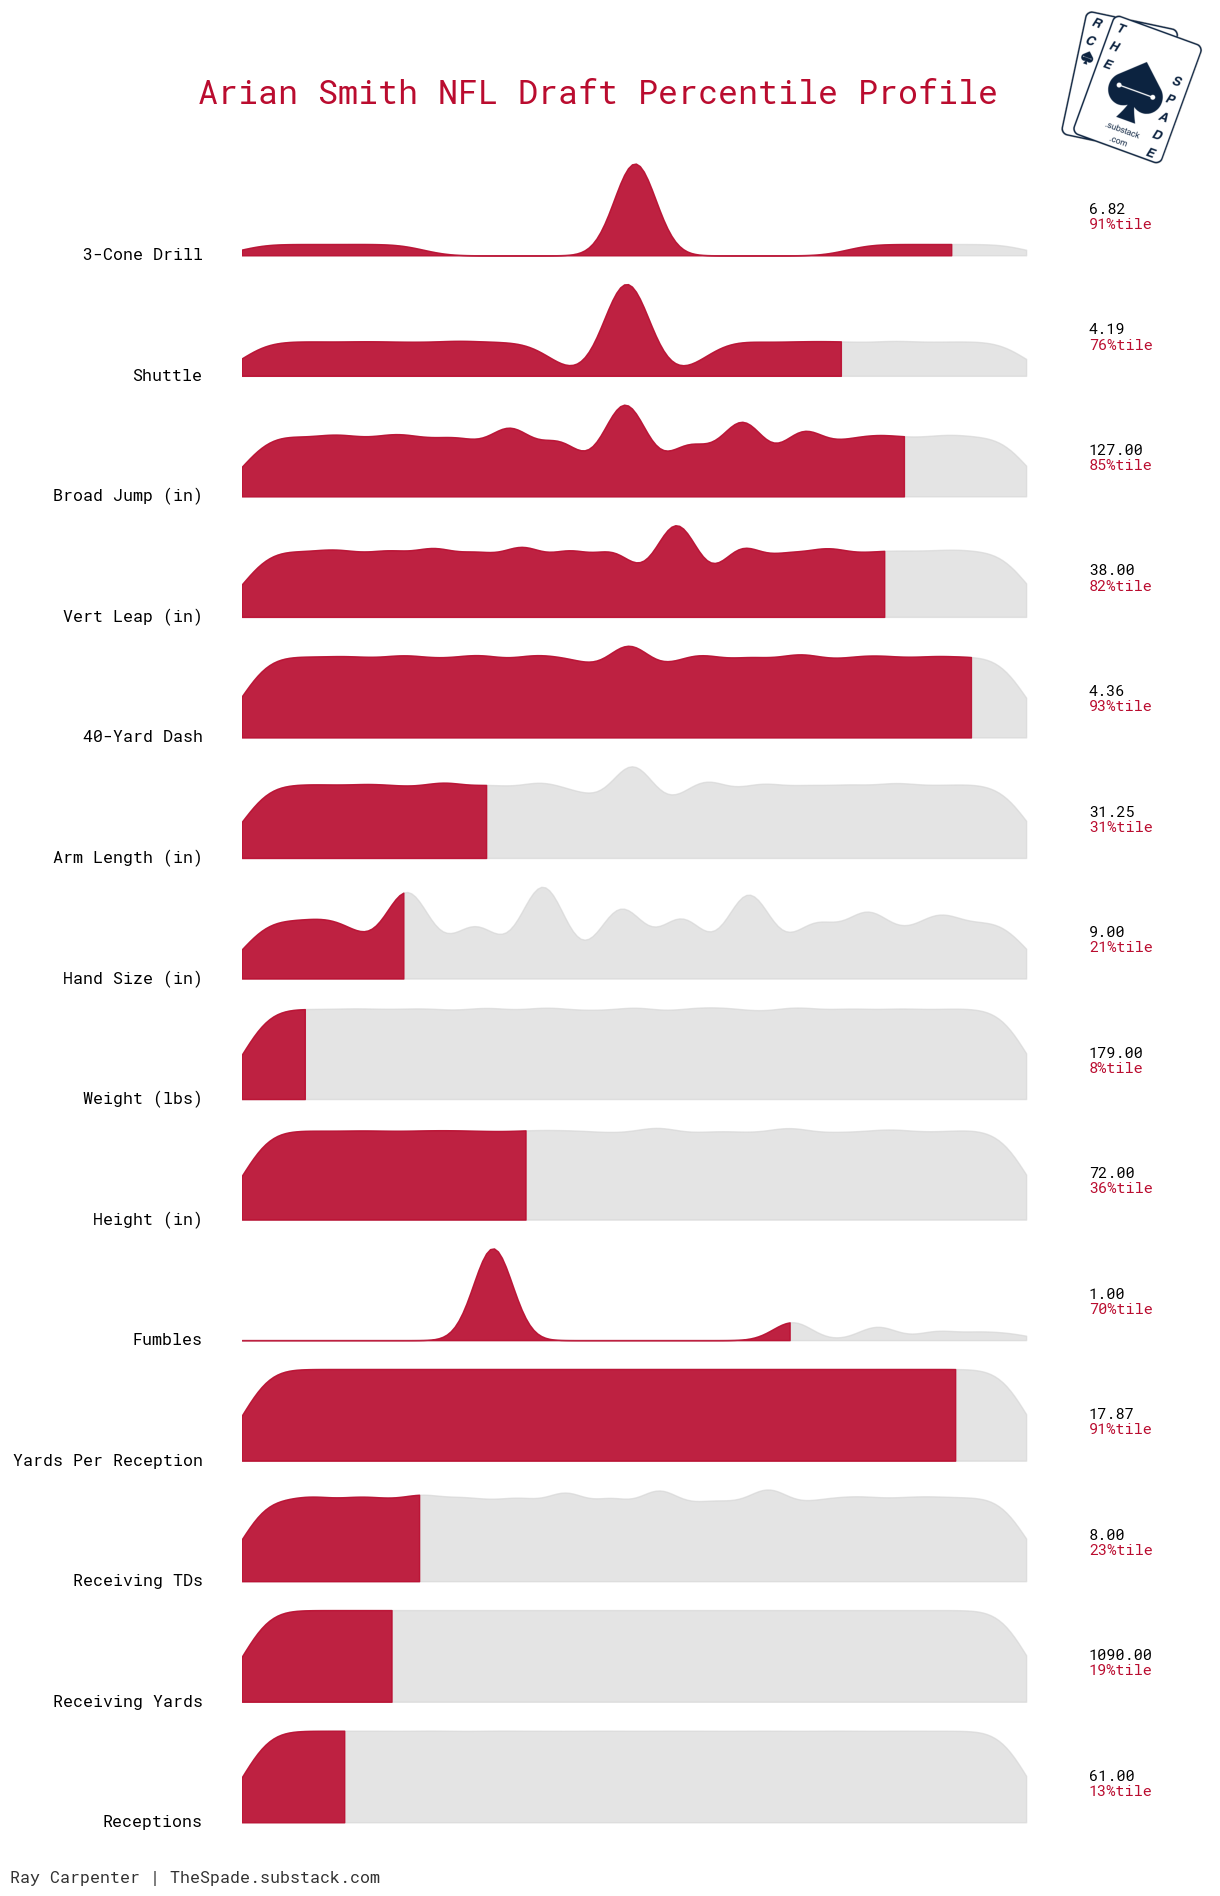 R
C
T
H
E
S
P
A
D
E
.substack
.com
Arian Smith NFL Draft Percentile Profile
3-Cone Drill
6.82
91%tile
Shuttle
4.19
76%tile
Broad Jump (in)
127.00
85%tile
Vert Leap (in)
38.00
82%tile
40-Yard Dash
4.36
93%tile
Arm Length (in)
31.25
31%tile
Hand Size (in)
9.00
21%tile
Weight (lbs)
179.00
8%tile
Height (in)
72.00
36%tile
Fumbles
1.00
70%tile
Yards Per Reception
17.87
91%tile
Receiving TDs
8.00
23%tile
Receiving Yards
1090.00
19%tile
Receptions
61.00
13%tile
Ray Carpenter | TheSpade.substack.com